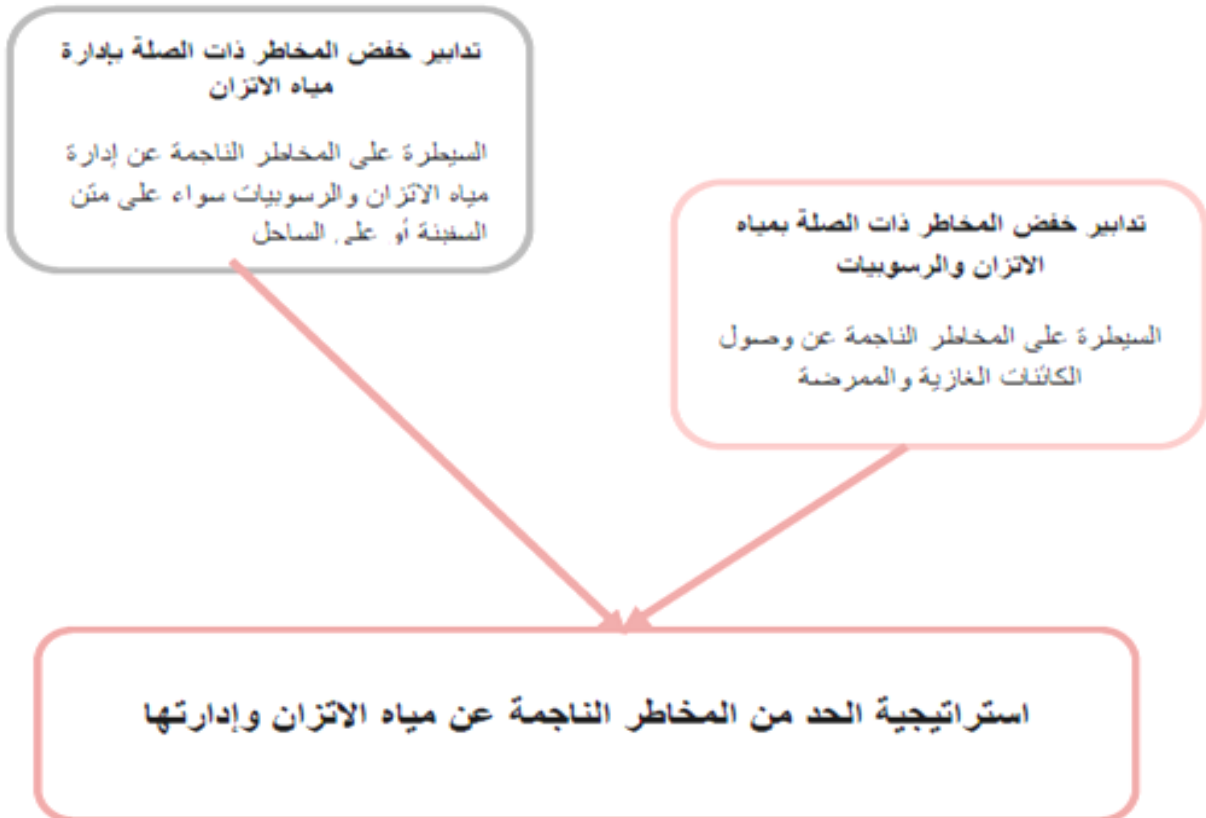 تدابير خفض المخاطر ذات الصلة بإدارة
مياه الاتزان
السيطرة على المخاطر الناجمة عن إدارة
مياه الاتزان والرسوبيات سواء على متن
السفينة أو على الساحل
تدابير خفض المخاطر ذات الصلة بمياه
الاتزان والرسوبيات
السيطرة على المخاطر الناجمة عن وصول
الكائنات الغازية والممرضة
استراتيجية الحد من المخاطر الناجمة عن مياه الاتزان وإدارتها